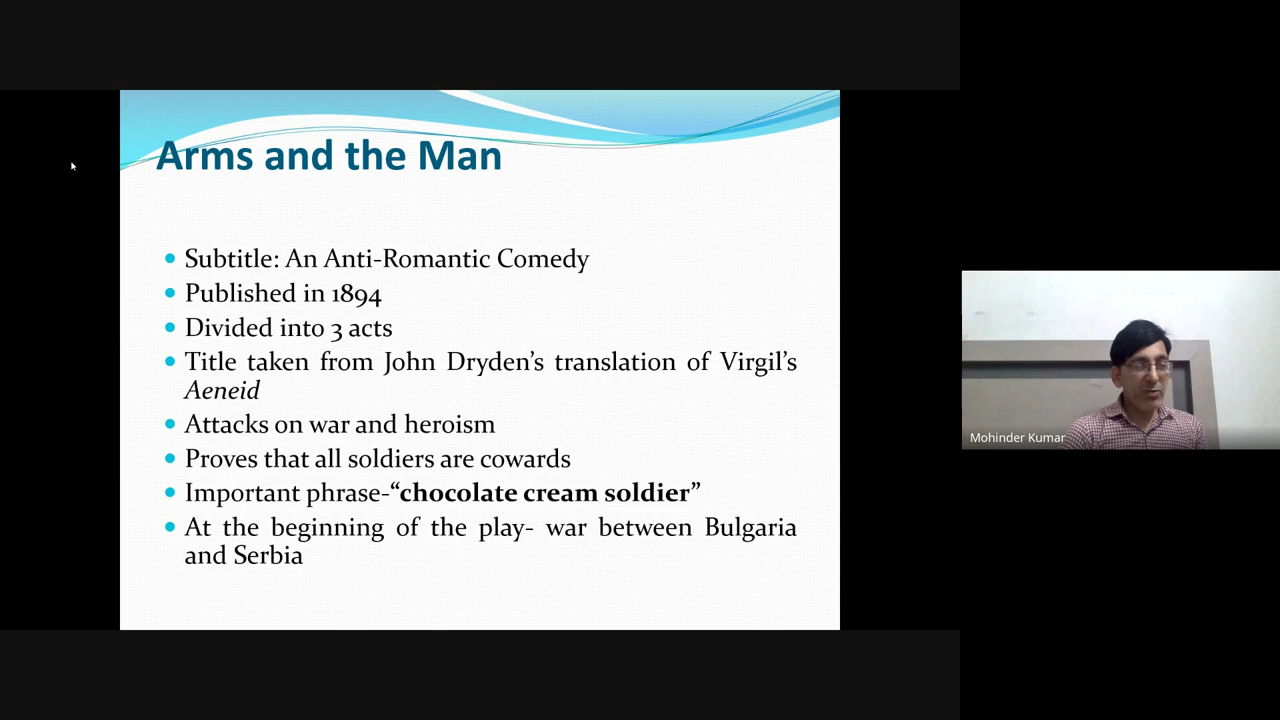 Arms and the Man
Subtitle: An Anti-Romantic Comedy
Published in 1894
Divided into 3 acts
Title taken from John Dryden’s translation of Virgil’s
Aeneid
Attacks on war and heroism
Proves that all soldiers are cowards
Important phrase-“chocolate cream soldier”
At the beginning of the play- war between Bulgaria
and Serbia
Mohinder Kumar